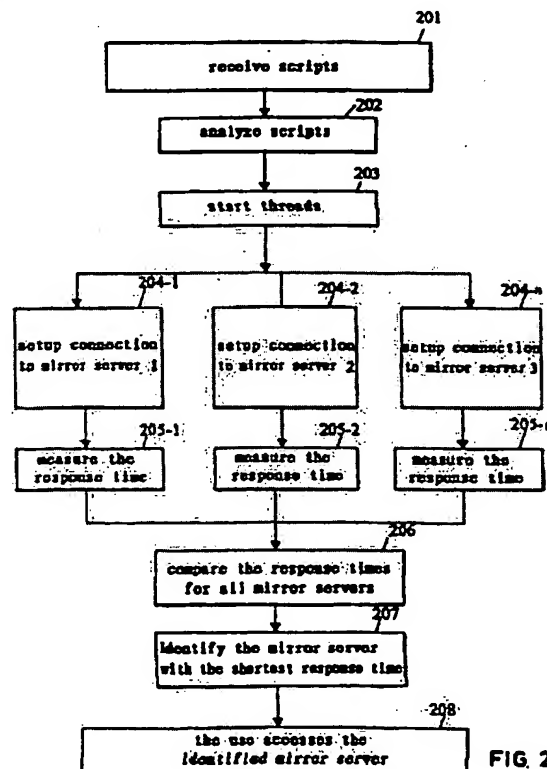 201
receive scripts
202
analyze scripts
203
start threads
204-1
204-2
204-n
setup connection
to mirror server 1
setup connection
to mirror server 2
setup connection
to mirror server 3
205-1
205-2
205-
measure the
response time
measure the
response time
measure the
response time
206
compare the response times
for all mirror servers
207
Identify the mirror server
with the shortest response time
208
the use accesses the
identified mirror server
FIG. 2